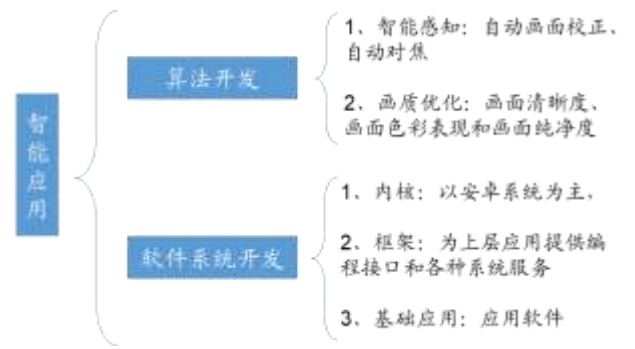 智能应用
算法开发
1、智能感知：自动画面校正、
自动对焦
2、画质优化：画面清晰度、
画面色彩表现和画面纯净度
软件系统开发
1、内核：以安卓系统为主，
2、框架：为上层应用提供编
程接口和各种系统服务
3、基础应用：应用软件